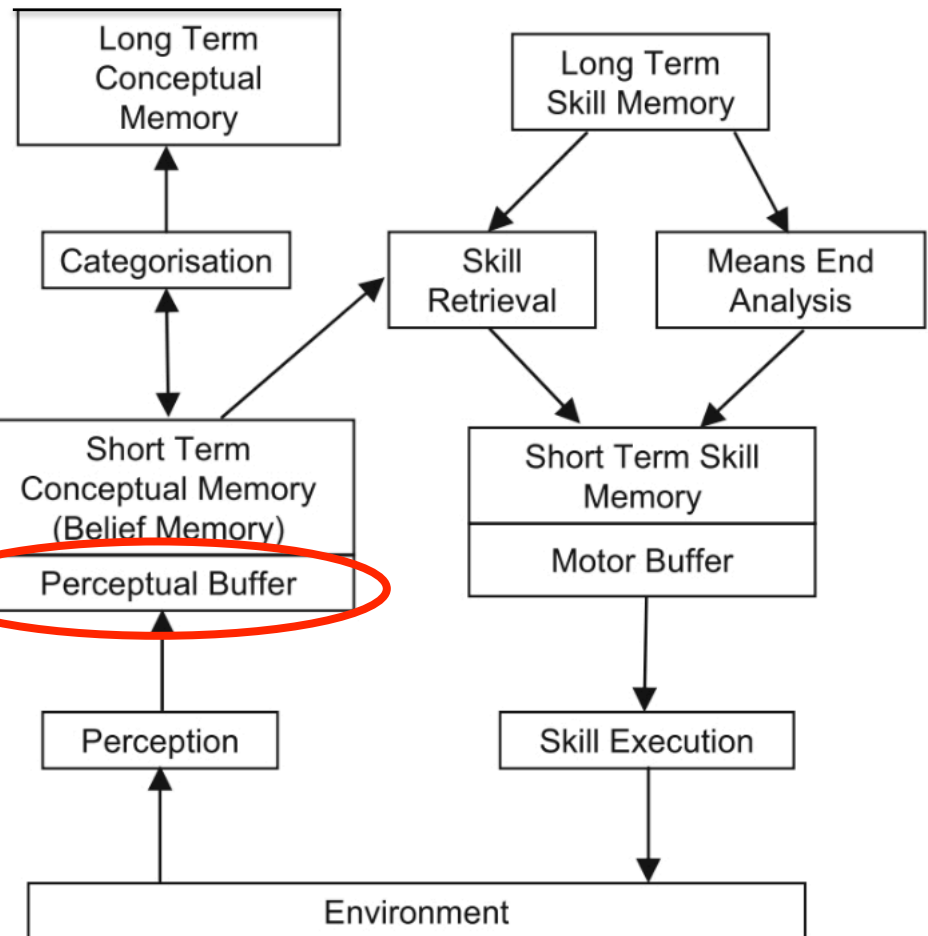 Long Term
Conceptual
Memory
Long Term
Skill Memory
Categorisation
Skill
Retrieval
Means End
Analysis
Short Term
Conceptual Memory
(Belief Memory)
Perceptual Buffer
Short Term Skill
Memory
Motor Buffer
Perception
Skill Execution
Environment